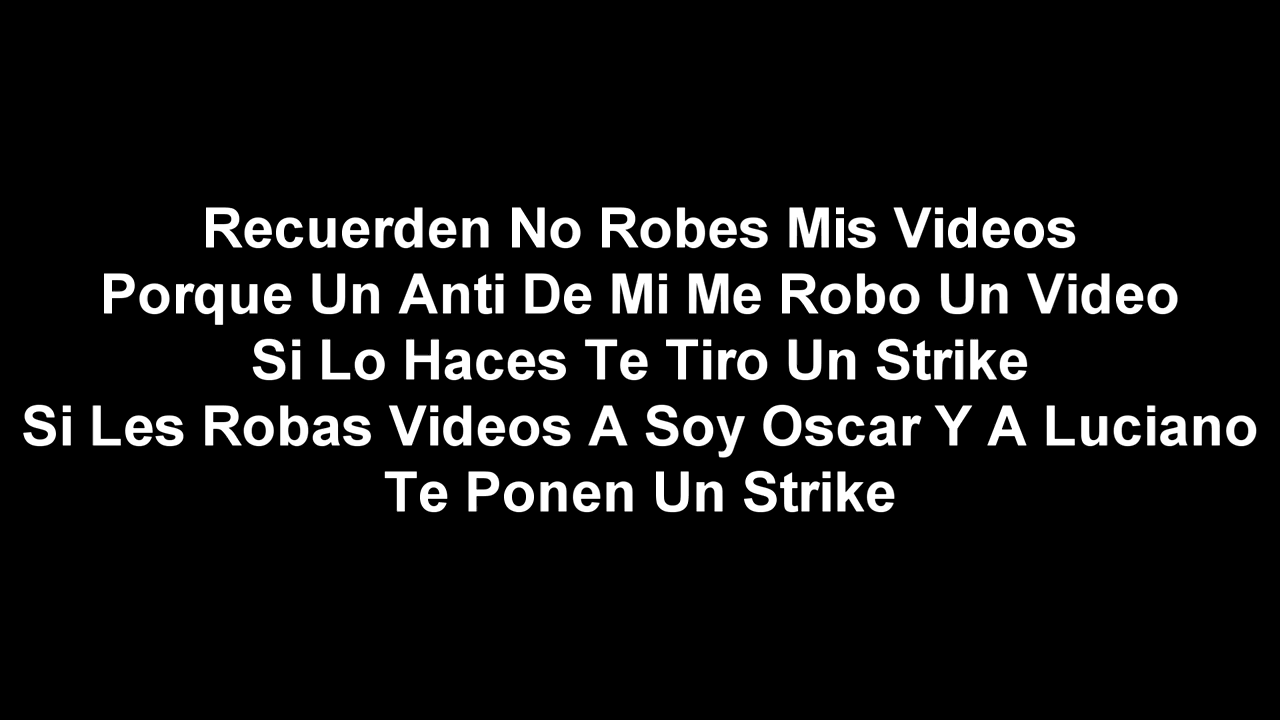 Recuerden No Robes Mis Videos
Porque Un Anti De Mi Me Robo Un Video
Si Lo Haces Te Tiro Un Strike
Si Les Robas Videos A Soy Oscar Y A Luciano
Te Ponen Un Strike